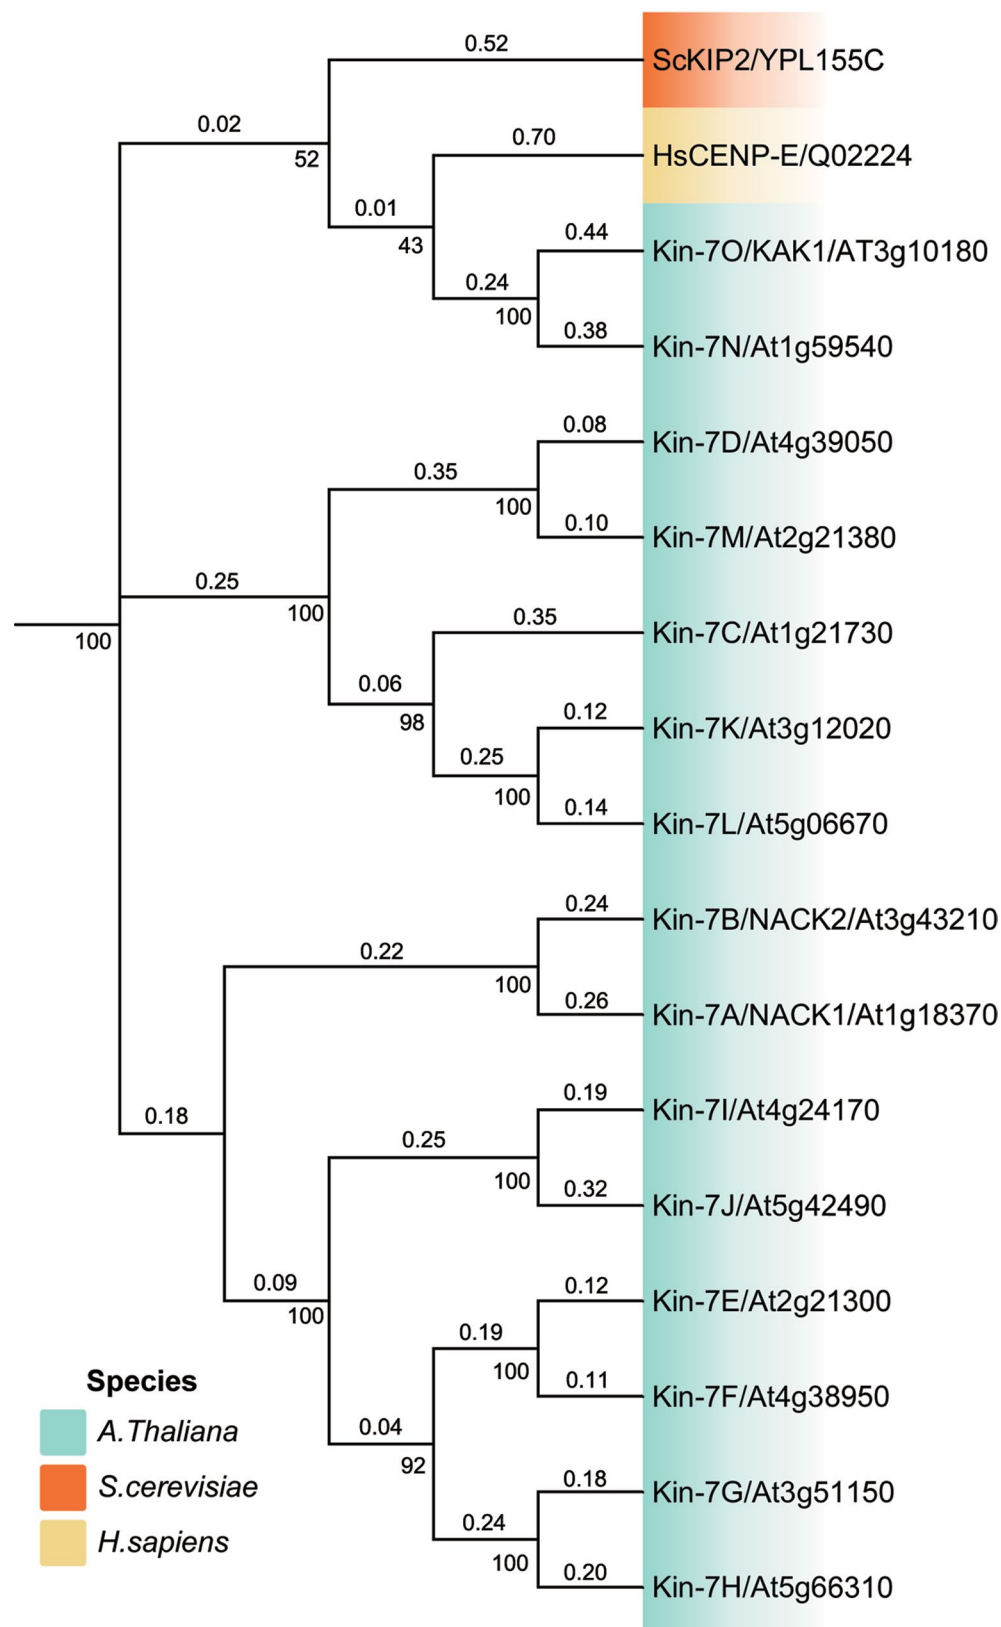 0.52
ScKIP2/YPL155C
0.02
52
0.70
HsCENP-E/Q02224
0.01
43
0.44
Kin-7O/KAK1/AT3g10180
0.24
100
0.38
Kin-7N/At1g59540
0.08
Kin-7D/At4g39050
0.35
100
0.10
Kin-7M/At2g21380
0.25
100
100
0.35
Kin-7C/At1g21730
0.06
98
0.12
Kin-7K/At3g12020
0.25
100
0.14
Kin-7L/At5g06670
0.24
Kin-7B/NACK2/At3g43210
0.22
100
0.26
Kin-7A/NACK1/At1g18370
0.18
0.19
Kin-7I/At4g24170
0.25
100
0.32
Kin-7J/At5g42490
0.09
100
0.12
Kin-7E/At2g21300
0.19
100
0.11
Kin-7F/At4g38950
0.04
92
0.18
Kin-7G/At3g51150
0.24
100
0.20
Kin-7H/At5g66310
Species
A.Thaliana
S.cerevisiae
H.sapiens